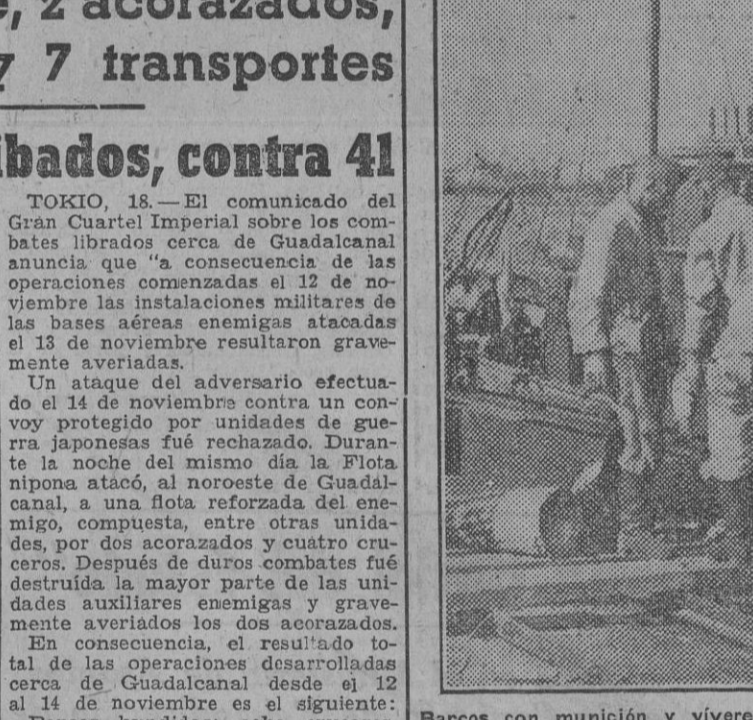 2 acorazados,
7 transportes
contra 41
TOKIO, 18. — El comunicado del
Gran Cuartel Imperial sobre los com-
bates librados cerca de Guadalcanal
anuncia que "a consecuencia de las
operaciones comenzadas el 12 de no-
viembre las instalaciones militares de
las bases aéreas enemigas atacadas
el 13 de noviembre resultaron grave-
mente averiadas.
Un ataque del adversario efectua-
do el 14 de noviembre contra un con-
voy protegido por unidades de gue-
rra japonesas fué rechazado. Duran-
te la noche del mismo día la Flota
nipona atacó, al noroeste de Guadal-
canal, a una flota reforzada del ene-
migo, compuesta, entre otras unida-
des, por dos acorazados y cuatro cru-
ceros. Después de duros combates fué
destruída la mayor parte de las uni-
dades auxiliares enemigas y grave-
mente averiados los dos acorazados.
En consecuencia, el resultado to-
tal de las operaciones desarrolladas
cerca de Guadalcanal desde el 12
al 14 de noviembre es el siguiente:
Barcos con munición y